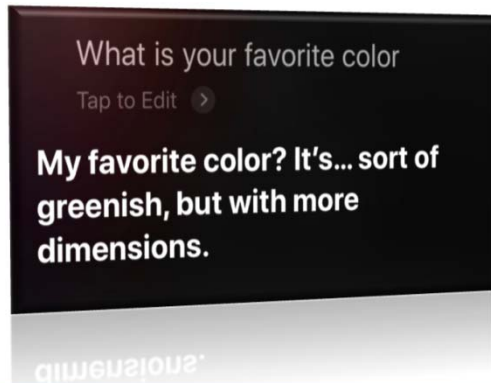 What is your favorite color
Tap to Edit
My favorite color? It's... sort of
greenish, but with more
dimensions.
dimensions.